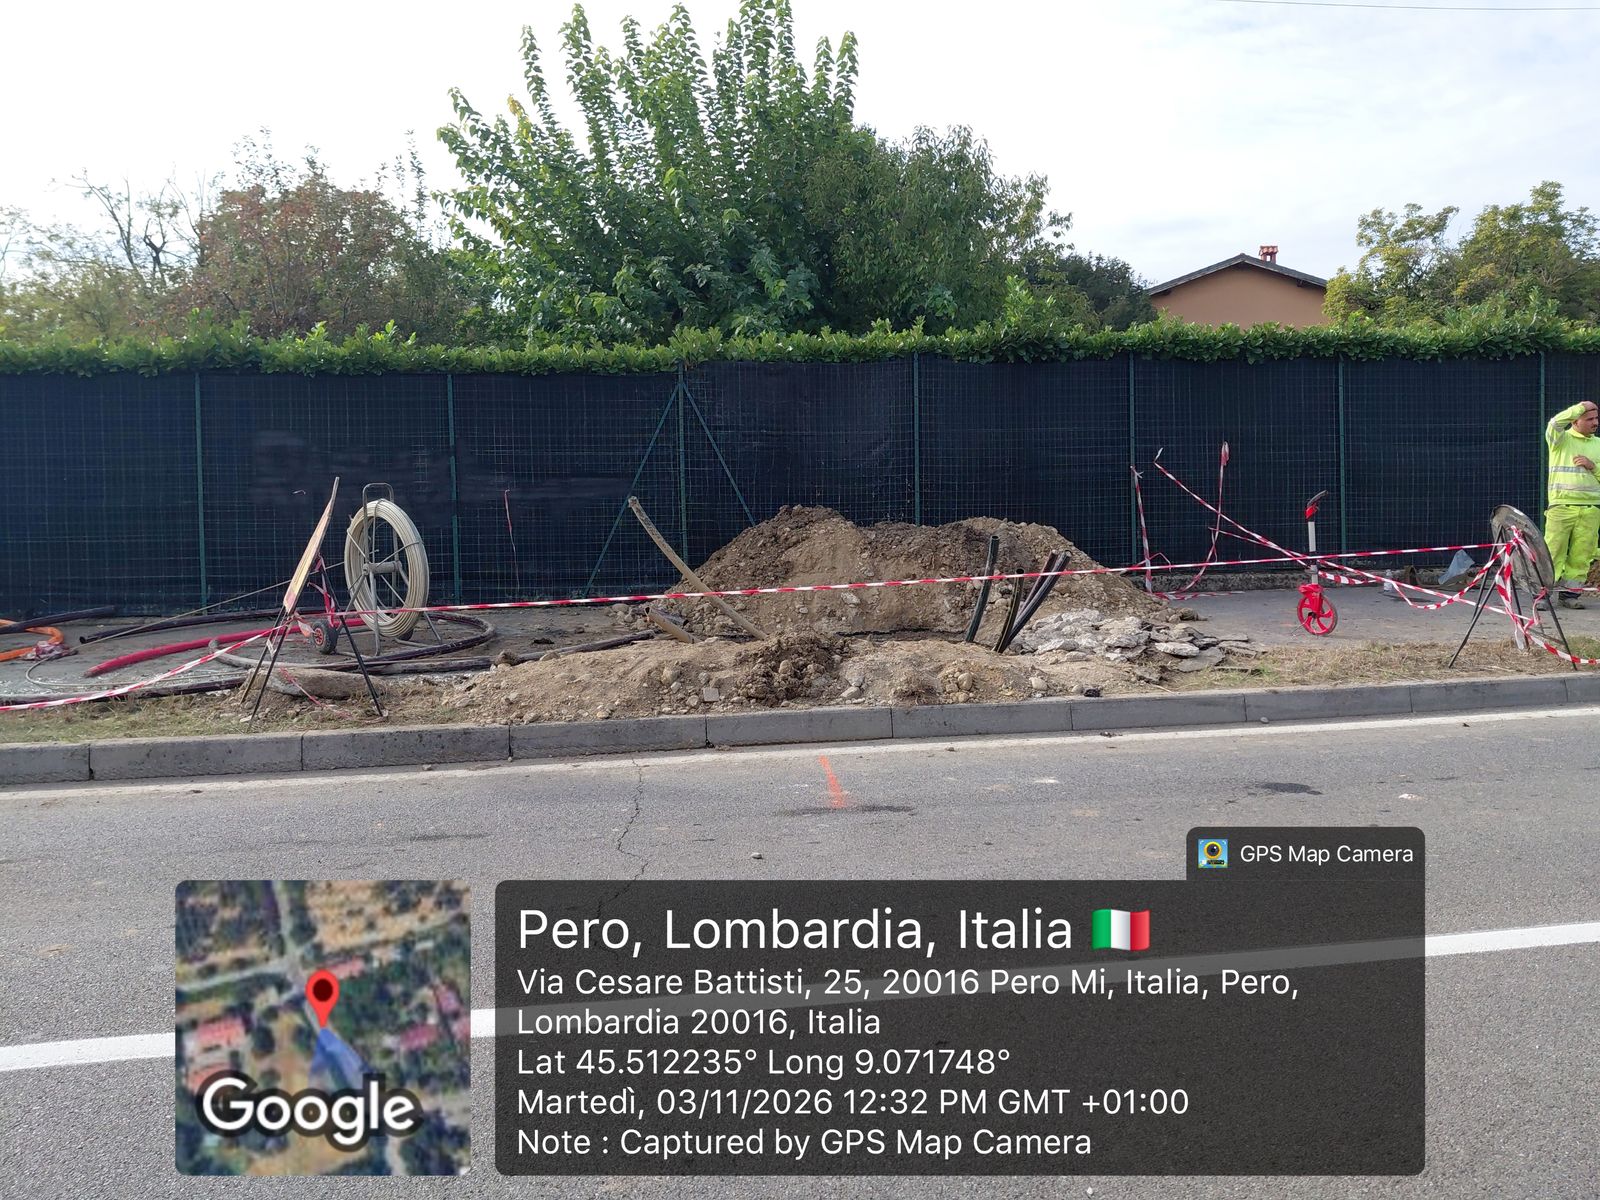 GPS Map Camera
Pero, Lombardia, Italia 🇮🇹
Via Cesare Battisti, 25, 20016 Pero Mi, Italia, Pero,
Lombardia 20016, Italia
Lat 45.512235° Long 9.071748°
Martedì, 03/11/2026 12:32 PM GMT +01:00
Note : Captured by GPS Map Camera
Google